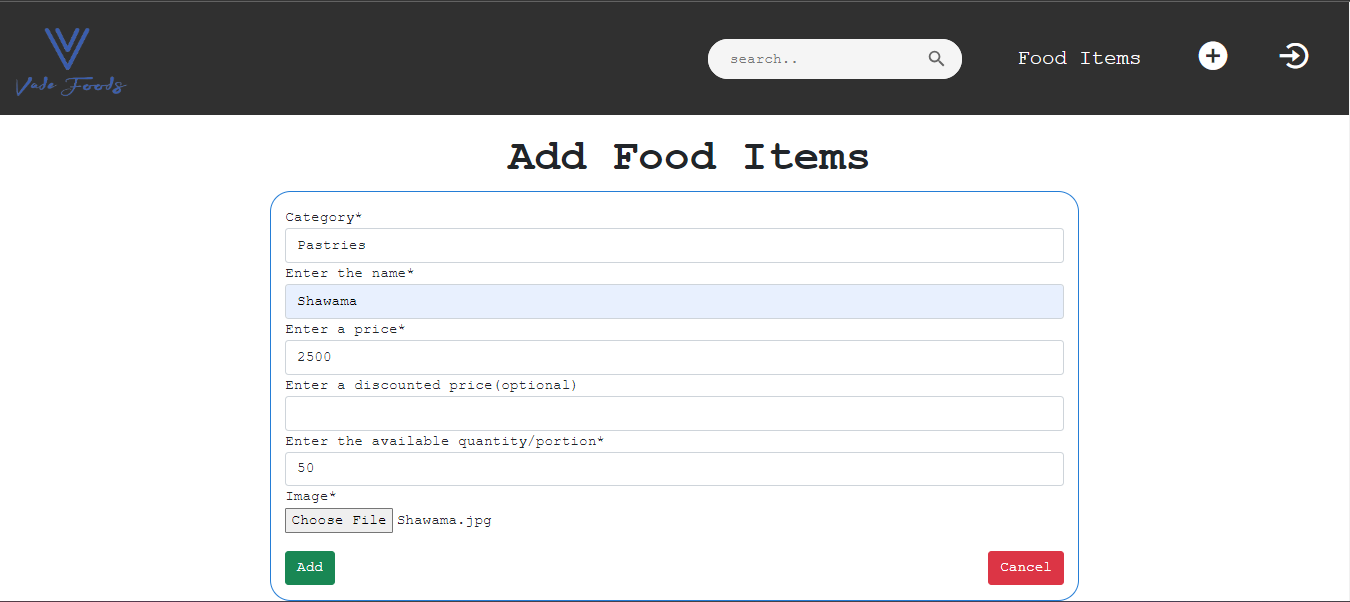 Vade Foods
search..
Food Items
Add Food Items
Category*
Pastries
Enter the name*
Shawama
Enter a price*
2500
Enter a discounted price(optional)
Enter the available quantity/portion*
50
Image*
Choose File Shawama.jpg
Add
Cancel